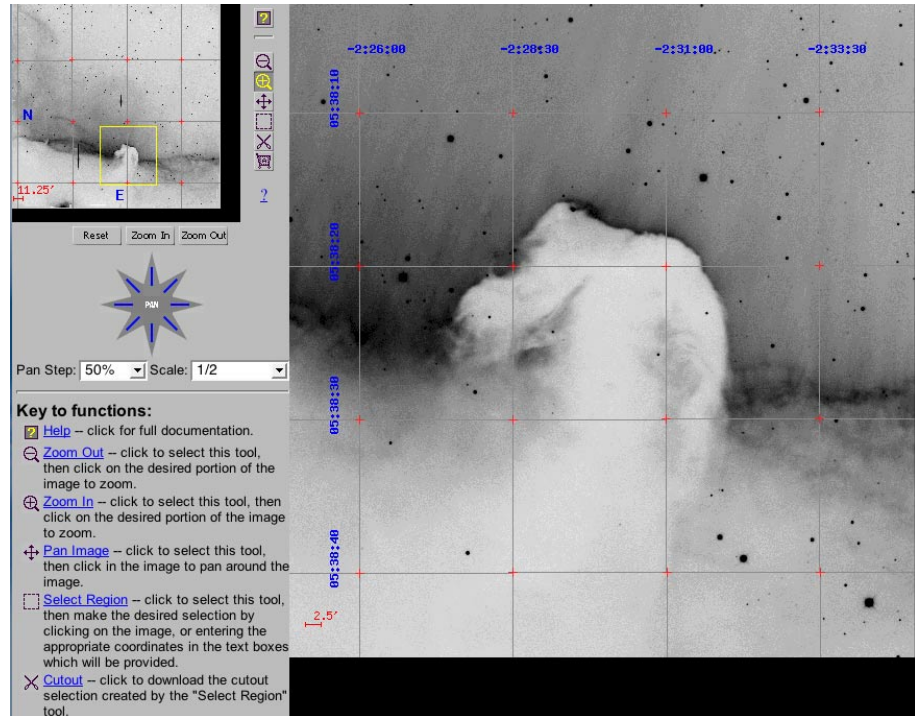 N
E
11.25'
?
?
Reset Zoom In Zoom Out
PAN
Pan Step: 50% Scale: 1/2
Key to functions:
? Help -- click for full documentation.
Zoom Out -- click to select this tool,
then click on the desired portion of the
image to zoom.
Zoom In -- click to select this tool, then
click on the desired portion of the image
to zoom.
Pan Image -- click to select this tool,
then click in the image to pan around the
image.
Select Region -- click to select this tool,
then make the desired selection by
clicking on the image, or entering the
appropriate coordinates in the text boxes
which will be provided.
Cutout -- click to download the cutout
selection created by the "Select Region"
tool.
-2:26:00 -2:28:30 -2:31:00 -2:33:30
05:38:10
05:38:20
05:38:30
05:38:40
2.5'